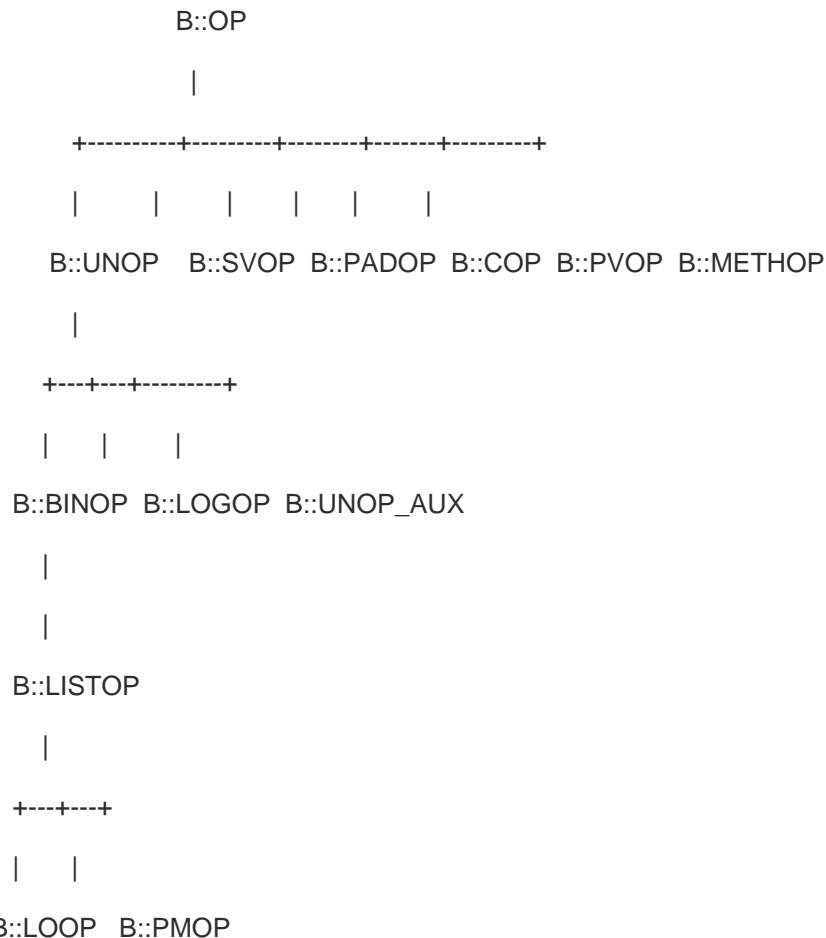 B::OP
|
+----------+---------+--------+-------+---------+
| | | | | |
B::UNOP B::SVOP B::PADOP B::COP B::PVOP B::METHOP
|
+---+---+---------+
| | |
B::BINOP B::LOGOP B::UNOP_AUX
|
|
B::LISTOP
|
+---+---+
| |
B::LOOP B::PMOP